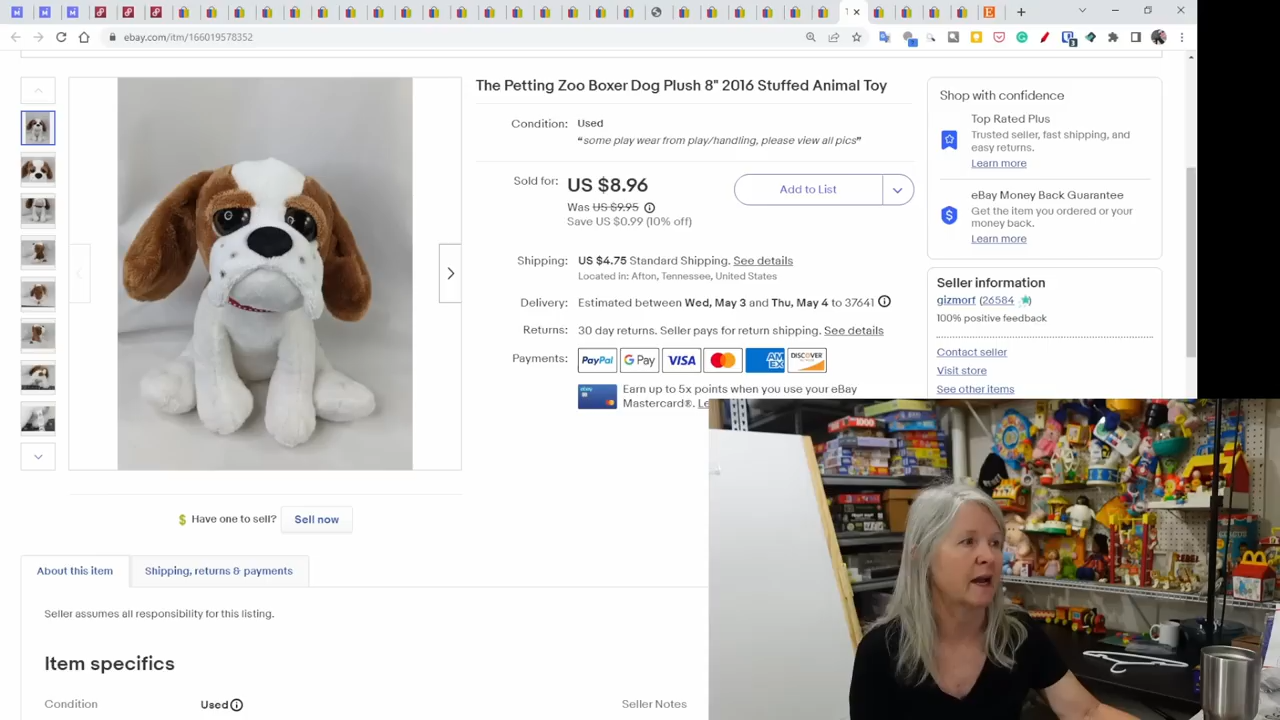 ebay.com/itm/166019578352
The Petting Zoo Boxer Dog Plush 8" 2016 Stuffed Animal Toy
Condition: Used
“some play wear from play/handling, please view all pics”
Sold for: US $8.96
Was US $9.95
Save US $0.99 (10% off)
Add to List
Shipping: US $4.75 Standard Shipping. See details
Located in: Afton, Tennessee, United States
Delivery: Estimated between Wed, May 3 and Thu, May 4 to 37641
Returns: 30 day returns. Seller pays for return shipping. See details
Payments: PayPal G Pay VISA AM EX DISCOVER
Earn up to 5x points when you use your eBay
Mastercard®.
Shop with confidence
Top Rated Plus
Trusted seller, fast shipping, and
easy returns.
Learn more
eBay Money Back Guarantee
Get the item you ordered or your
money back.
Learn more
Seller information
gizmorf (26584)
100% positive feedback
Contact seller
Visit store
See other items
Have one to sell? Sell now
About this item
Shipping, returns & payments
Seller assumes all responsibility for this listing.
Item specifics
Condition
Used
Seller Notes